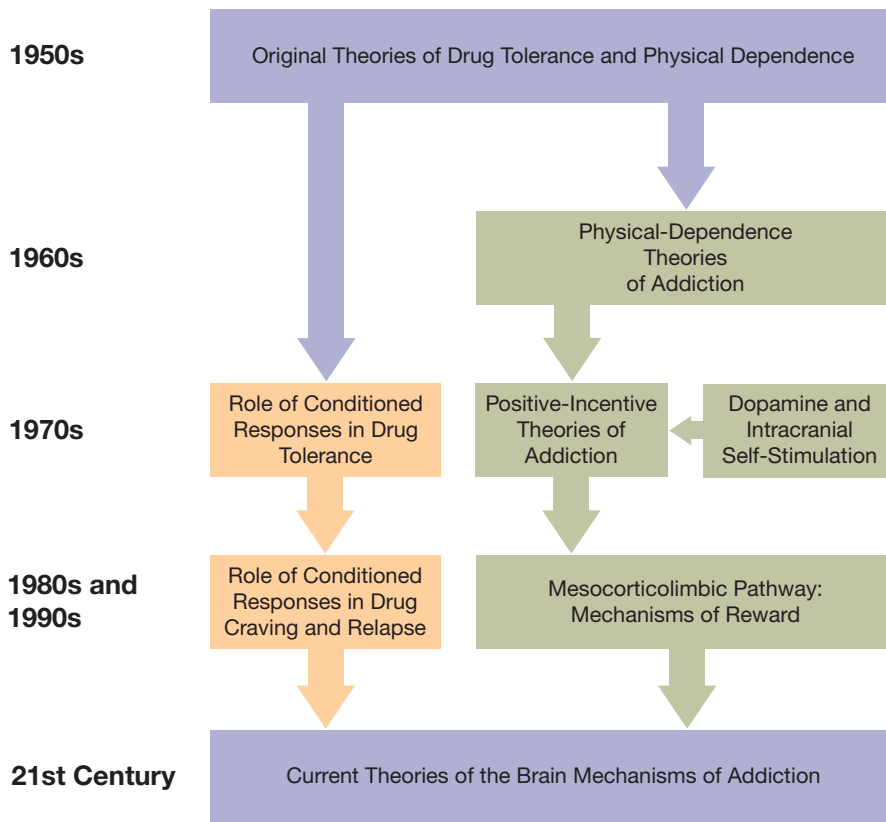 1950s
Original Theories of Drug Tolerance and Physical Dependence
1960s
Physical-Dependence
Theories
of Addiction
1970s
Role of Conditioned
Responses in Drug
Tolerance
Positive-Incentive
Theories of
Addiction
Dopamine and
Intracranial
Self-Stimulation
1980s and
1990s
Role of Conditioned
Responses in Drug
Craving and Relapse
Mesocorticolimbic Pathway:
Mechanisms of Reward
21st Century
Current Theories of the Brain Mechanisms of Addiction